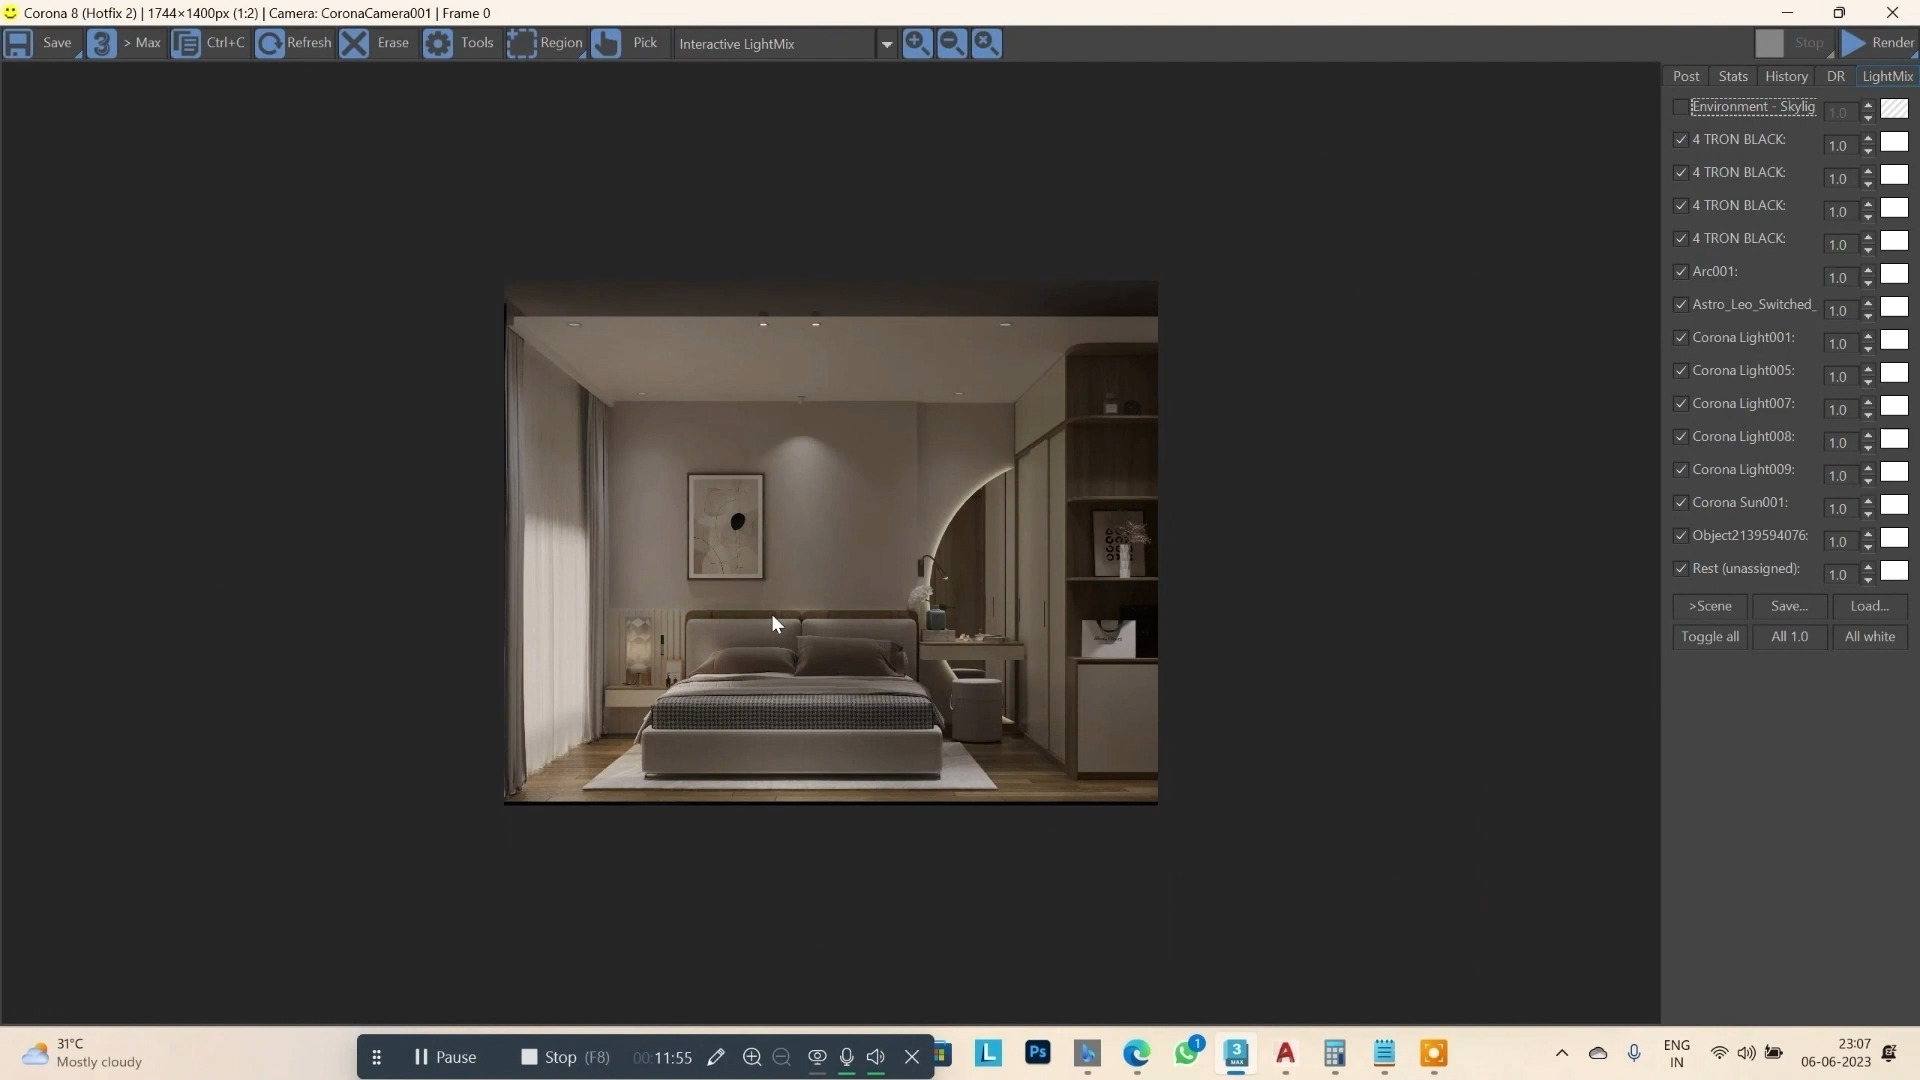 Corona 8 (Hotfix 2) | 1744×1400px (1:2) | Camera: CoronaCamera001 | Frame 0
Save 3 > Max Ctrl+C Refresh Erase Tools Region Pick Interactive LightMix Stop Render
Post Stats History DR LightMix
Environment - Skylig 1.0
4 TRON BLACK: 1.0
4 TRON BLACK: 1.0
4 TRON BLACK: 1.0
4 TRON BLACK: 1.0
Arc001: 1.0
Astro_Leo_Switched_ 1.0
Corona Light001: 1.0
Corona Light005: 1.0
Corona Light007: 1.0
Corona Light008: 1.0
Corona Light009: 1.0
Corona Sun001: 1.0
Object2139594076: 1.0
Rest (unassigned): 1.0
>Scene Save... Load...
Toggle all All 1.0 All white
31°C
Mostly cloudy
Pause Stop (F8) 00:11:55
L Ps 1 3 MAX A
ENG
IN
23:07
06-06-2023